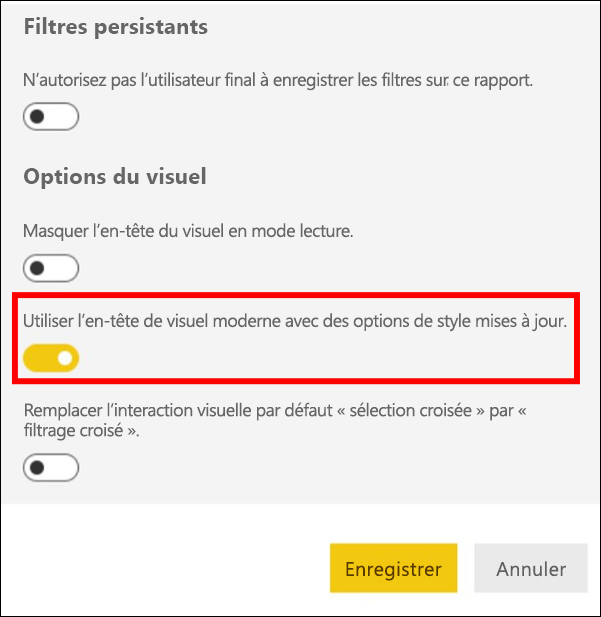 Filtres persistants
N’autorisez pas l’utilisateur final à enregistrer les filtres sur ce rapport.
Options du visuel
Masquer l’en-tête du visuel en mode lecture.
Utiliser l’en-tête de visuel moderne avec des options de style mises à jour.
Remplacer l’interaction visuelle par défaut « sélection croisée » par «
filtrage croisé ».
Enregistrer
Annuler